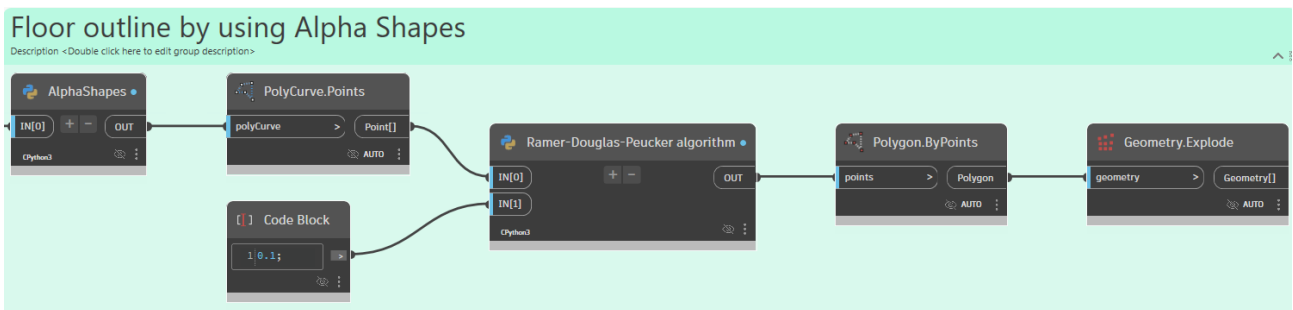 Floor outline by using Alpha Shapes
Description <Double click here to edit group description>
AlphaShapes
IN[0]
+ -
OUT
CPython3
PolyCurve.Points
polyCurve
>
Point[]
AUTO
Code Block
1 0.1;
>
Ramer-Douglas-Peucker algorithm
IN[0]
+ -
OUT
IN[1]
CPython3
Polygon.ByPoints
points
>
Polygon
AUTO
Geometry.Explode
geometry
>
Geometry[]
AUTO